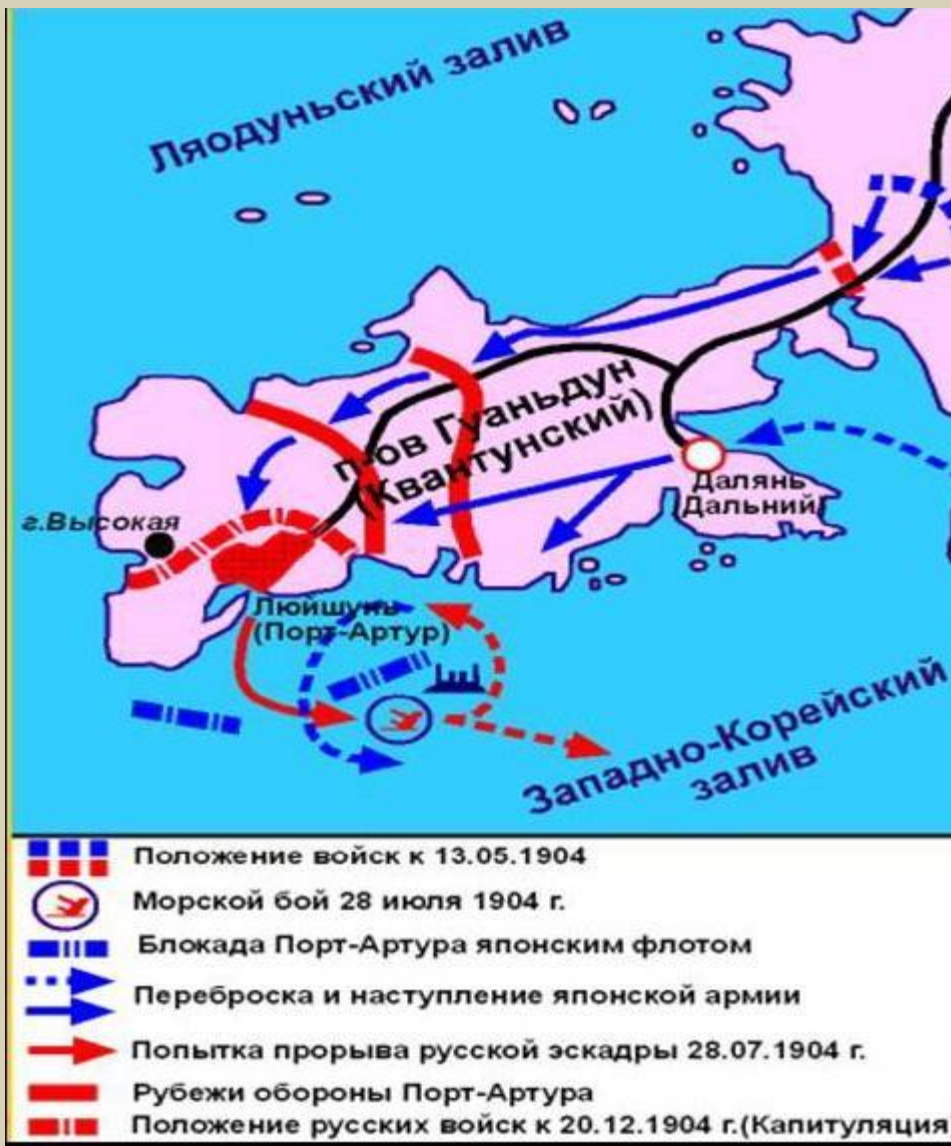 Ляодуньский залив
п-ов Гуаньдун
(Квантунский)
Далянь
Дальний)
г.Высокая
Люйшунь
(Порт-Артур)
Западно-Корейский
залив
Положение войск к 13.05.1904
Морской бой 28 июля 1904 г.
Блокада Порт-Артура японским флотом
Переброска и наступление японской армии
Попытка прорыва русской эскадры 28.07.1904 г.
Рубежи обороны Порт-Артура
Положение русских войск к 20.12.1904 г.(Капитуляция